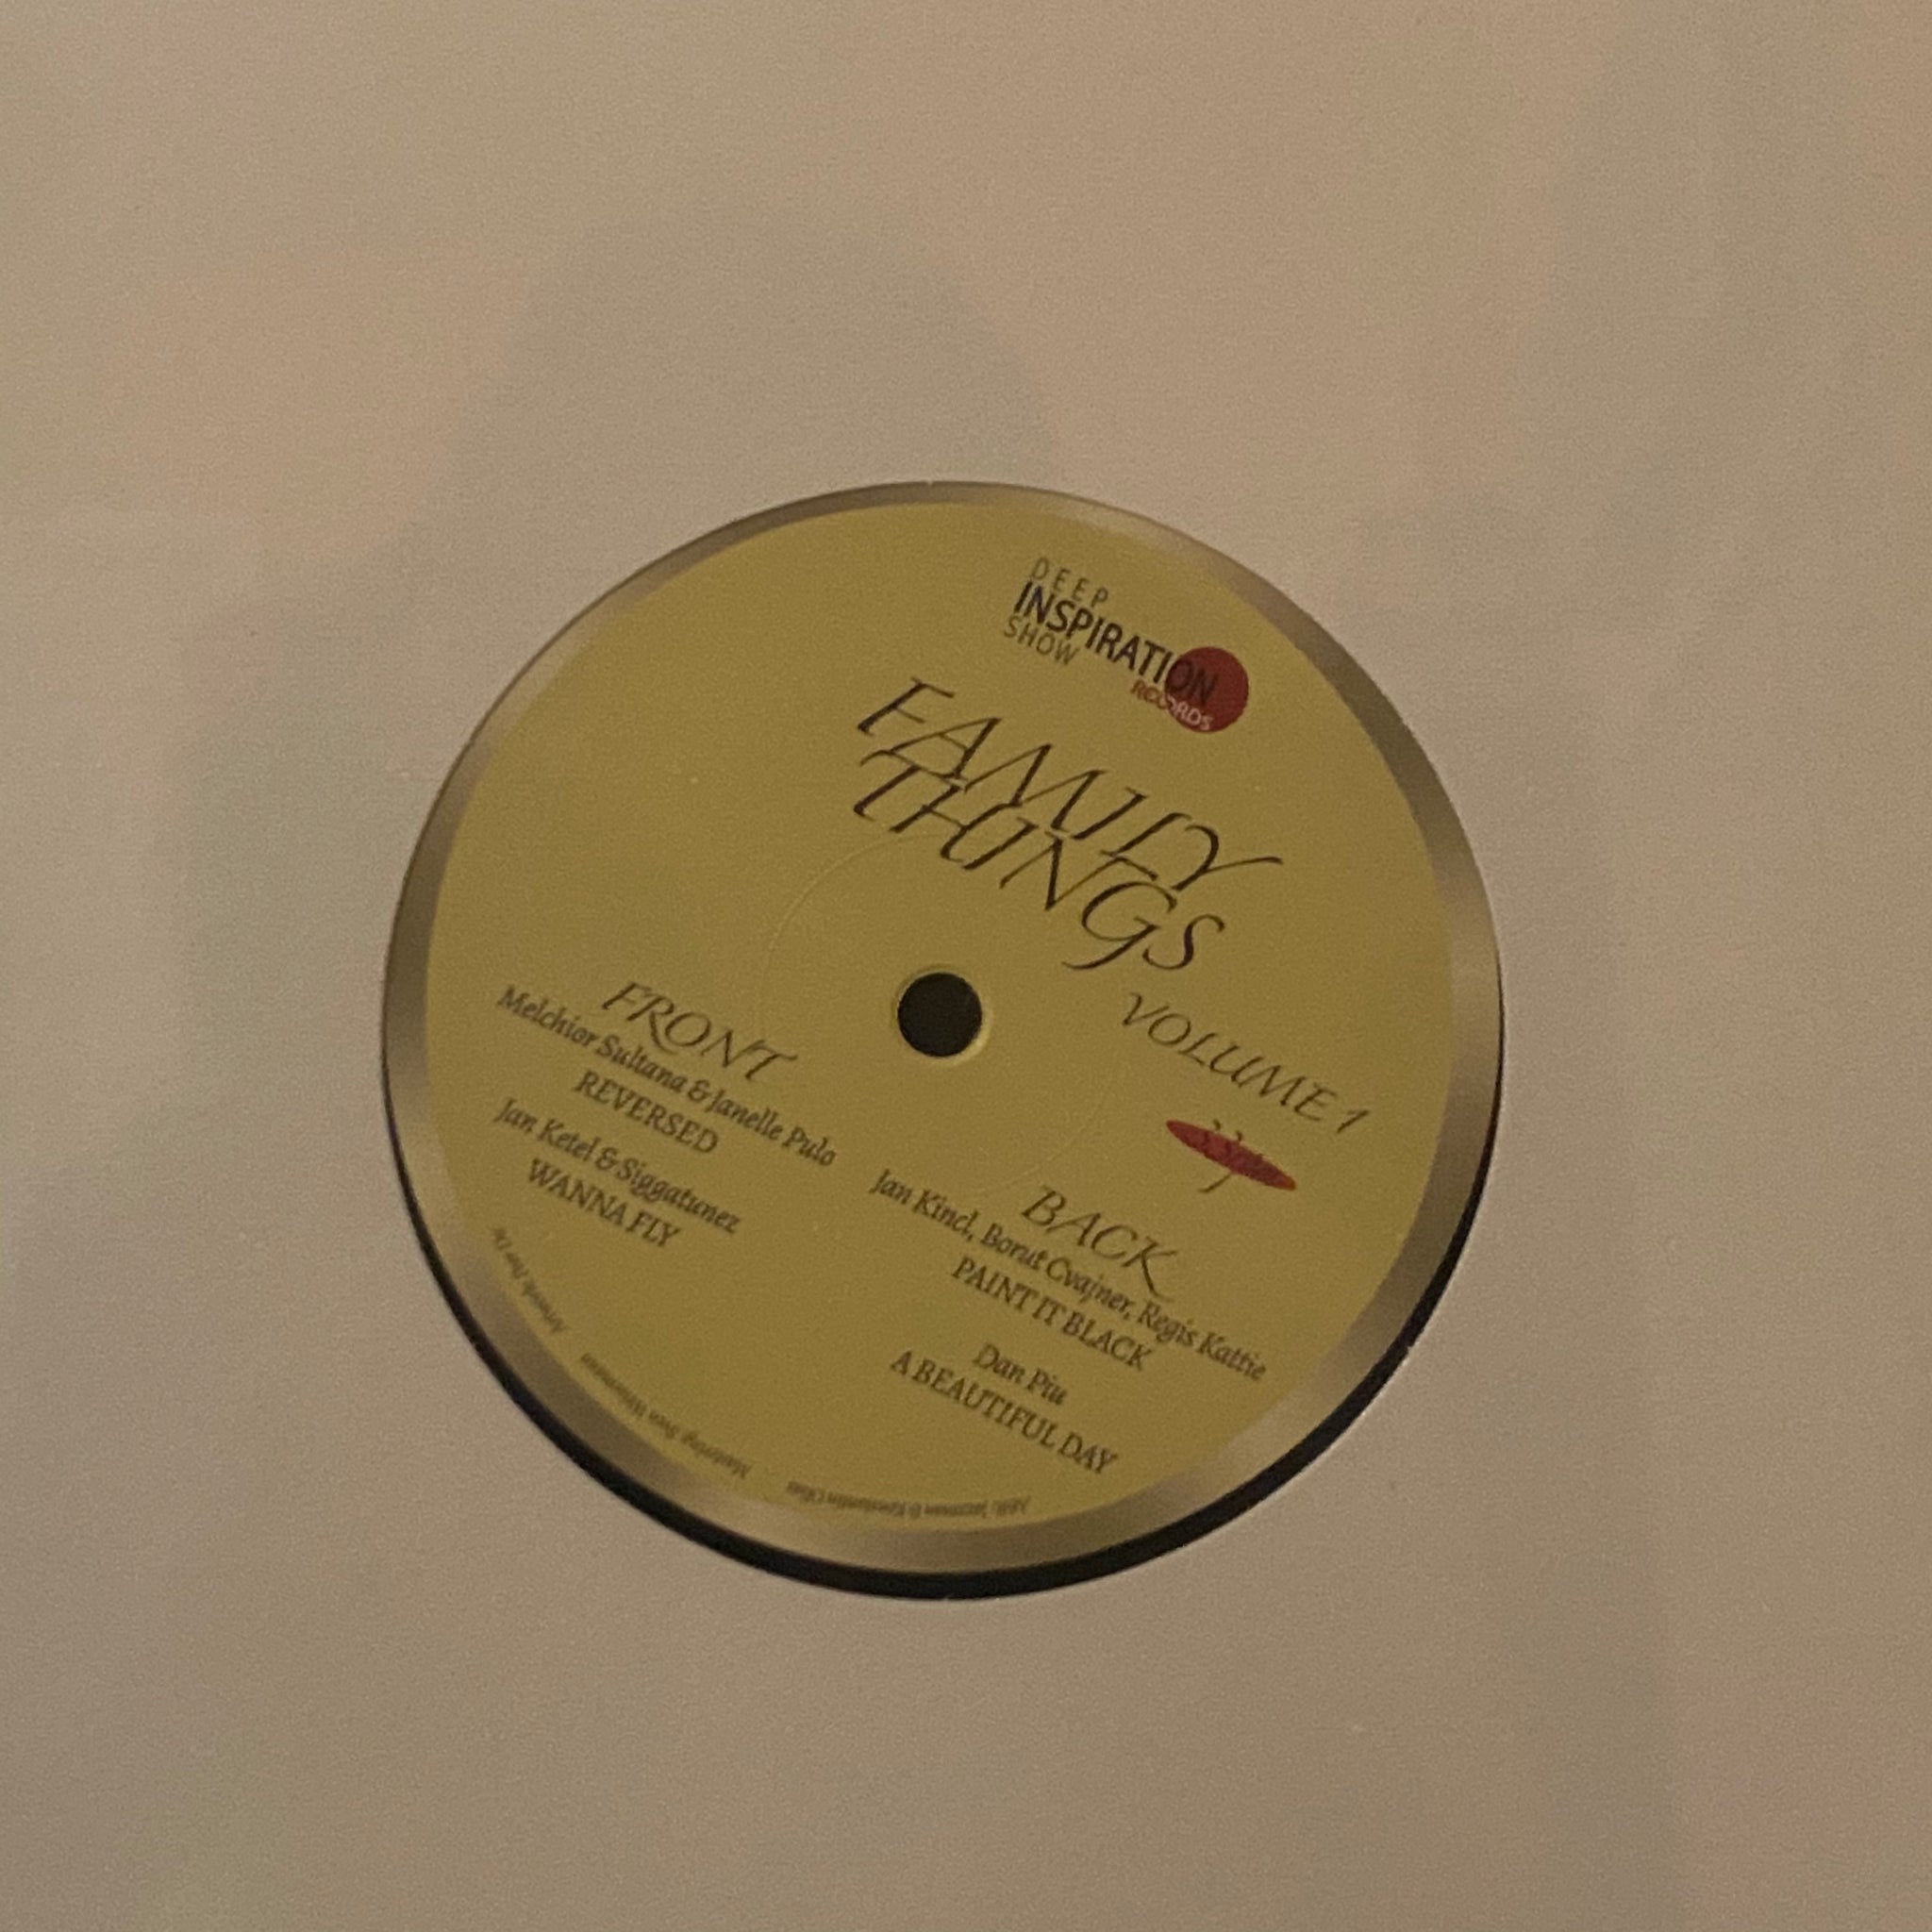 DEEP
INSPIRATION
SHOW
RECORDS
FAMILY
THINGS
VOLUME 1
FRONT
Melchior Sultana & Janelle Pulo
REVERSED
Jan Ketel & Siggatunez
WANNA FLY
BACK
Jan Kincl, Borut Cvajner, Regis Kattie
PAINT IT BLACK
Dan Piu
A BEAUTIFUL DAY
Mastering:
A&R: